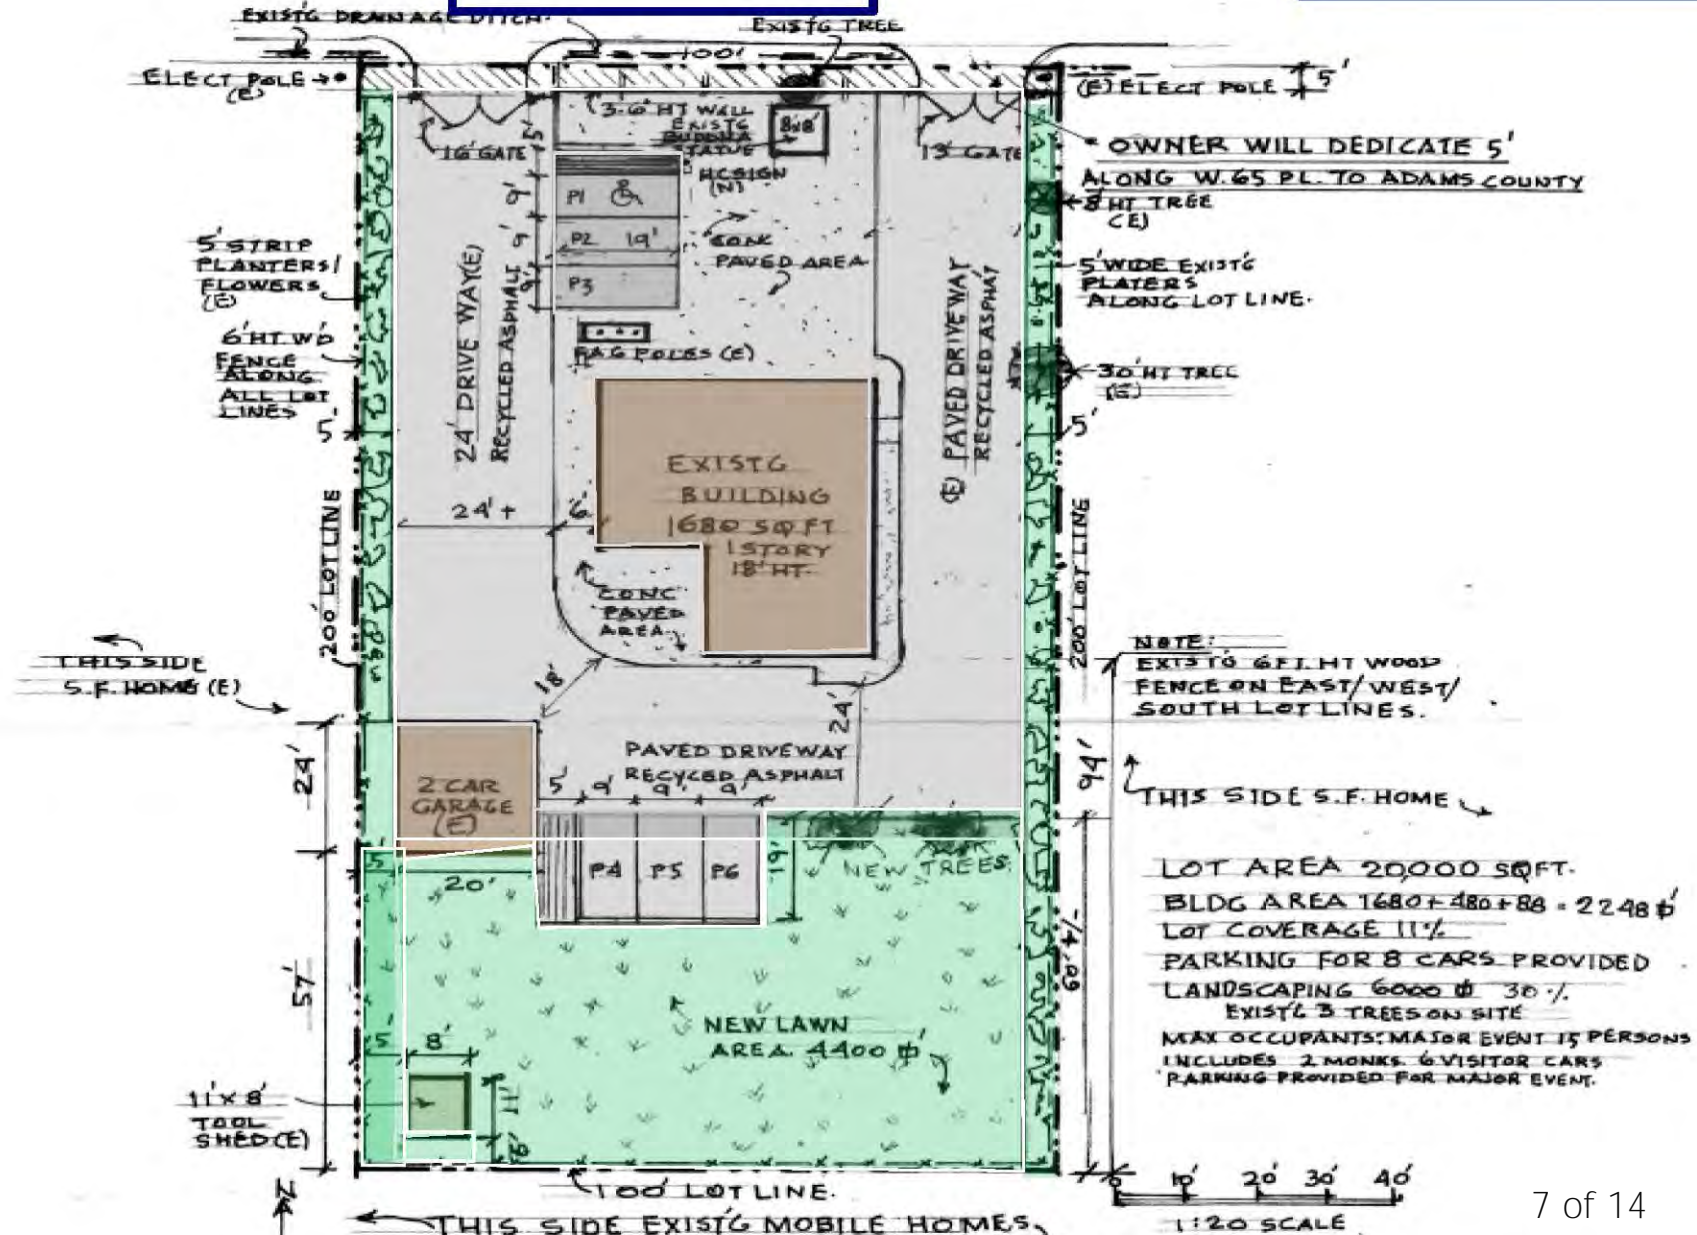 EXIST'G DRAINAGE DITCH.
EXIST'G TREE
100'
ELECT POLE
(E)
(E) ELECT POLE
5'
3-6" HT WALL
EXISTG
BUDDHA
STATUE
8x8'
16' GATE
13' GATE
5'
OWNER WILL DEDICATE 5'
ALONG W.65 PL. TO ADAMS COUNTY
8' HT TREE
(E)
HC SIGN
(N)
P1
9'
P2 19'
9'
P3
9'
CONC
PAVED AREA
5' STRIP
PLANTERS/
FLOWERS
(E)
24' DRIVE WAY(E)
RECYCLED ASPHALT
(E) PAVED DRIVEWAY
RECYCLED ASPHAT
5' WIDE EXIST'G
PLATERS
ALONG LOT LINE.
6' HT WD
FENCE
ALONG
ALL LOT
LINES
FAG POLES (E)
30' HT TREE
(E)
5'
5'
EXIST'G
BUILDING
1680 SQ FT
1 STORY
18' HT.
24'+
6'
200' LOT LINE
200' LOT LINE
CONC
PAVED
AREA
THIS SIDE
S.F. HOME (E)
NOTE:
EXIST'G 6FT. HT WOOD
FENCE ON EAST/WEST/
SOUTH LOT LINES.
18'
24'
24'
94'
PAVED DRIVEWAY
RECYCED ASPHALT
5' 9' 9' 9'
2 CAR
GARAGE
(E)
THIS SIDE S.F. HOME
5'
20'
P4 P5 P6
19'
NEW TREES
LOT AREA 20,000 SQFT.
BLDG AREA 1680+480+88 = 2248 ⌀
LOT COVERAGE 11%
PARKING FOR 8 CARS PROVIDED
LANDSCAPING 6000 ⌀ 30%
EXIST'G 3 TREES ON SITE
MAX OCCUPANTS: MAJOR EVENT 15 PERSONS
INCLUDES 2 MONKS. 6 VISITOR CARS
PARKING PROVIDED FOR MAJOR EVENT.
57'
60'+/-
NEW LAWN
AREA. 4400 ⌀
5' 8'
11' x 8'
TOOL
SHED (E)
11'
6'
100' LOT LINE.
N
THIS SIDE EXIST'G MOBILE HOMES.
0 10' 20' 30' 40'
1:20 SCALE
7 of 14